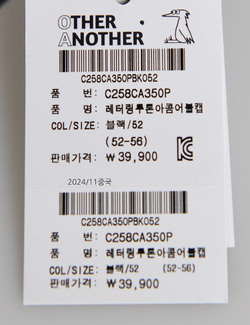 OTHER
ANOTHER
C258CA350PBK052
품 번: C258CA350P
품 명: 레터링투톤아콤어볼캡
COL/SIZE: 블랙/52
(52-56)
판매가격: ₩39,900
2024/11중국
C258CA350PBK052
품 번: C258CA350P
품 명: 레터링투톤아콤어볼캡
COL/SIZE: 블랙/52 (52-56)
판매가격: ₩39,900